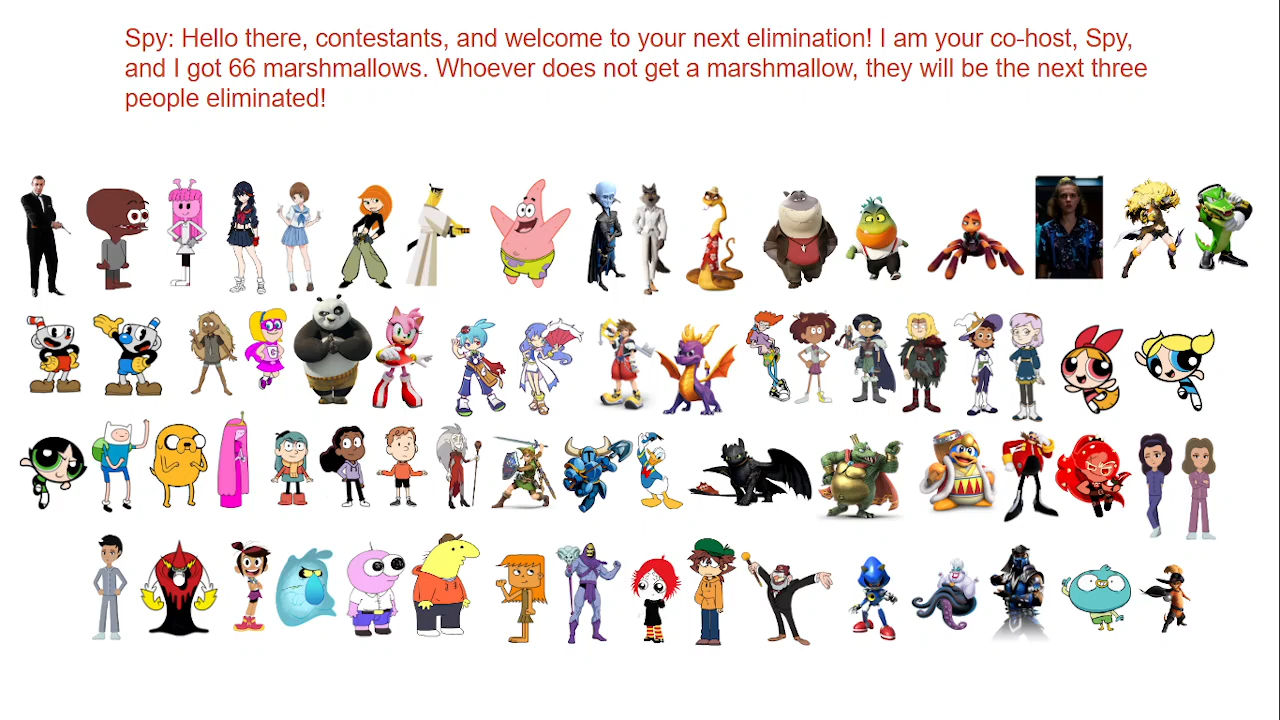 Spy: Hello there, contestants, and welcome to your next elimination! I am your co-host, Spy,
and I got 66 marshmallows. Whoever does not get a marshmallow, they will be the next three
people eliminated!
G